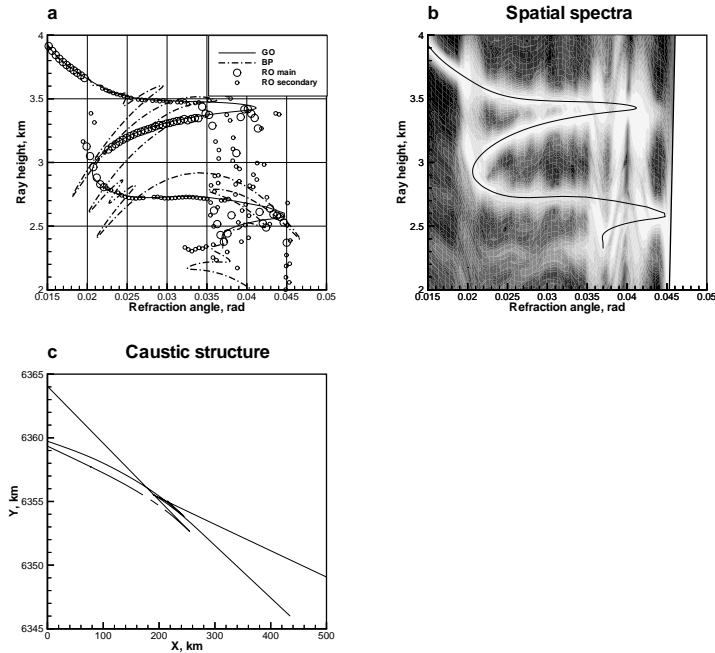 a
4
3.5
3
2.5
2
Ray height, km
GO
BP
RO main
RO secondary
0.015 0.02 0.025 0.03 0.035 0.04 0.045 0.05
Refraction angle, rad
b Spatial spectra
4
3.5
3
2.5
2
Ray height, km
0.015 0.02 0.025 0.03 0.035 0.04 0.045 0.05
Refraction angle, rad
c Caustic structure
6365
6360
6355
6350
6345
Y, km
0 100 200 300 400 500
X, km